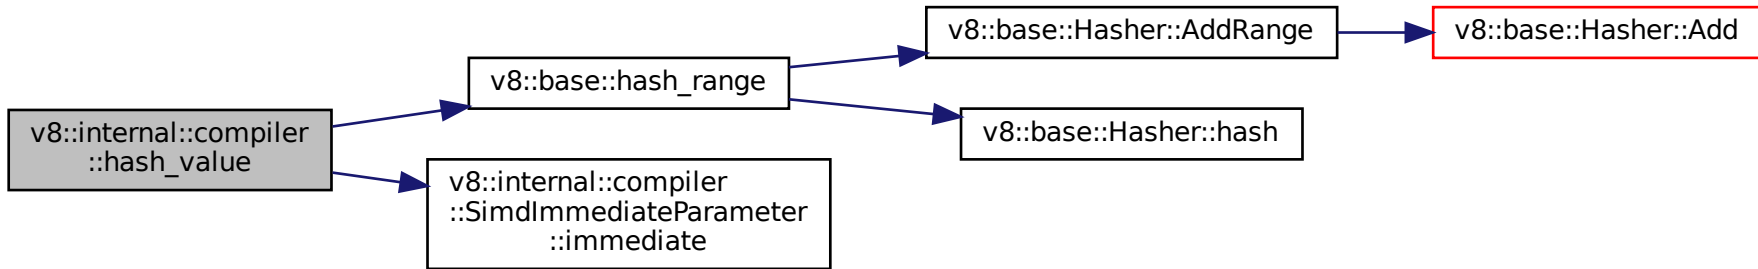 v8::internal::compiler
::hash_value
v8::base::hash_range
v8::internal::compiler
::SimdImmediateParameter
::immediate
v8::base::Hasher::AddRange
v8::base::Hasher::hash
v8::base::Hasher::Add